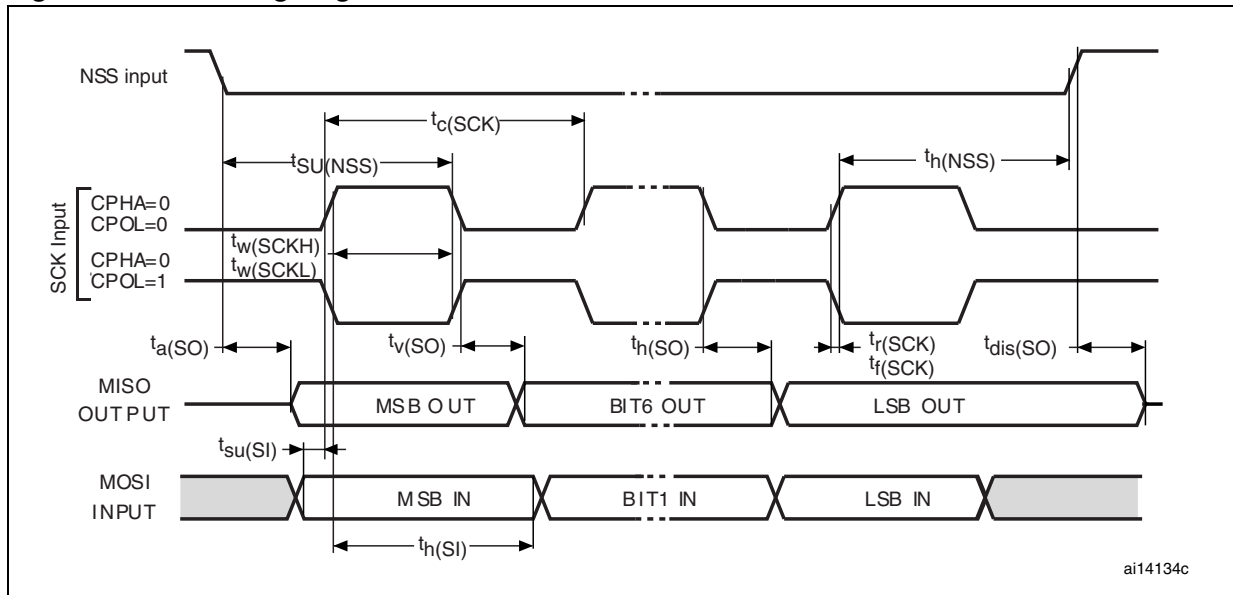 NSS input
tc(SCK)
tSU(NSS)
th(NSS)
SCK Input
CPHA=0
CPOL=0
tw(SCKH)
CPHA=0
tw(SCKL)
CPOL=1
ta(SO)
tv(SO)
th(SO)
tr(SCK)
tf(SCK)
tdis(SO)
MISO
OUTPUT
MSB OUT
BIT6 OUT
LSB OUT
tsu(SI)
MOSI
INPUT
MSB IN
BIT1 IN
LSB IN
th(SI)
ai14134c